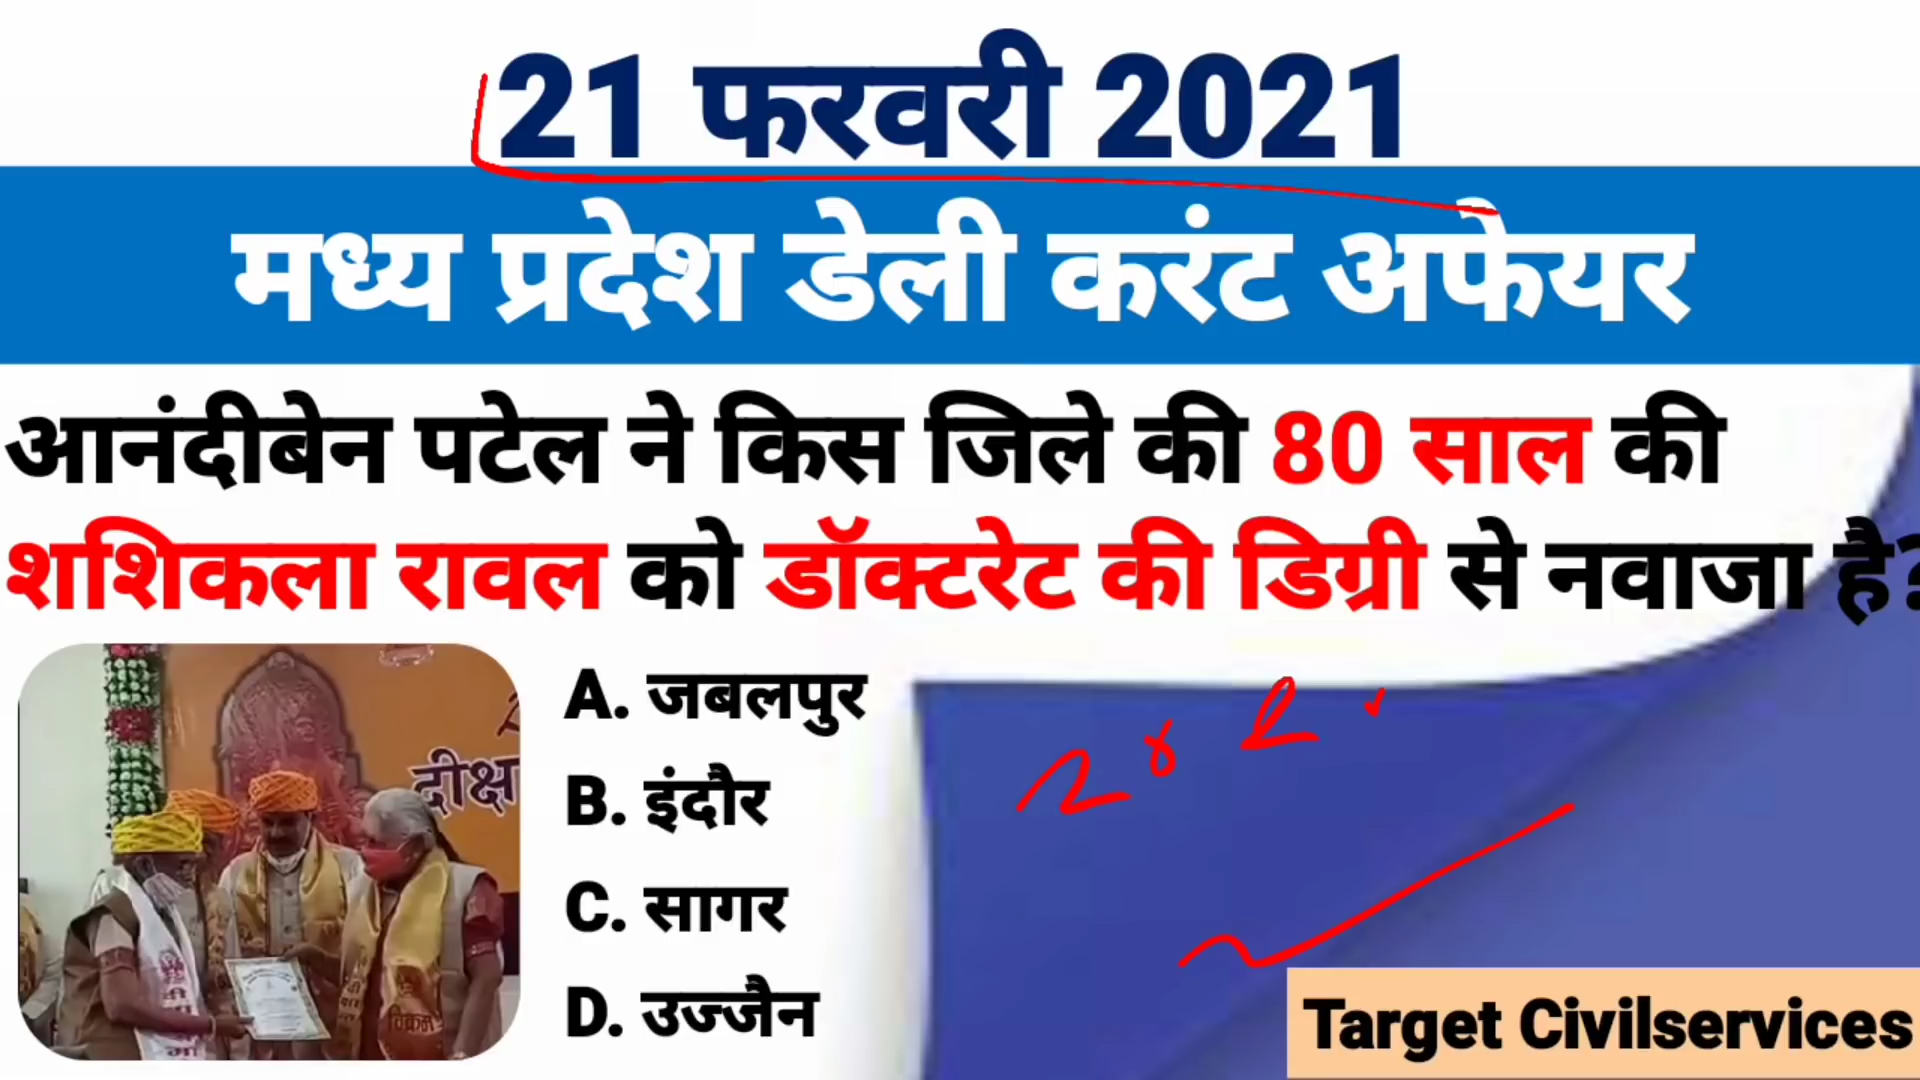 21 फरवरी 2021
मध्य प्रदेश डेली करंट अफेयर
आनंदीबेन पटेल ने किस जिले की 80 साल की
शशिकला रावल को डॉक्टरेट की डिग्री से नवाजा है?
दीक्ष
A. जबलपुर
B. इंदौर
C. सागर
D. उज्जैन
विक्रम
Target Civilservices